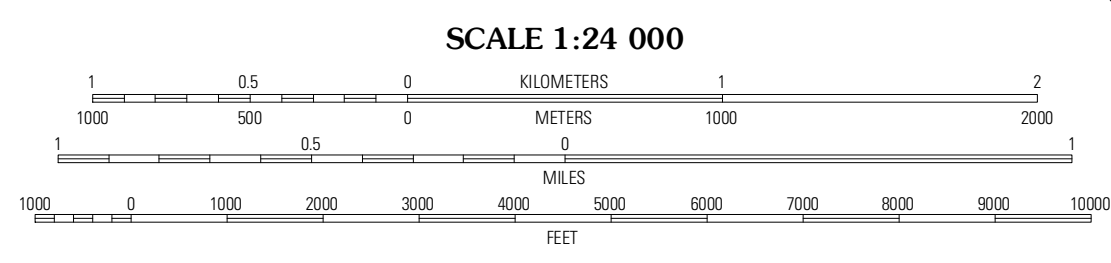 SCALE 1:24 000
1 0.5 0 KILOMETERS 1 2
1000 500 0 METERS 1000 2000
1 0.5 0 1
MILES
1000 0 1000 2000 3000 4000 5000 6000 7000 8000 9000 10000
FEET